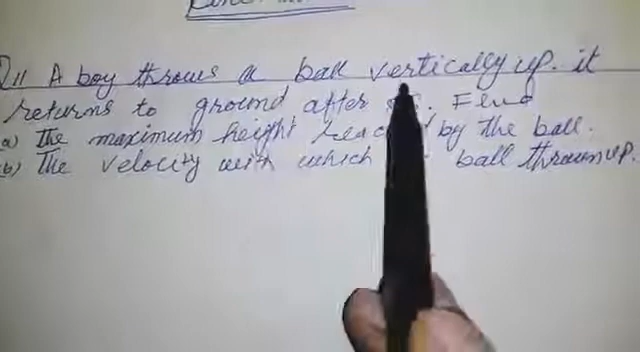 Q11 A boy throws a ball vertically up. it
returns to ground after. Find
a) The maximum height by the ball.
b) The velocity with which ball thrown up.